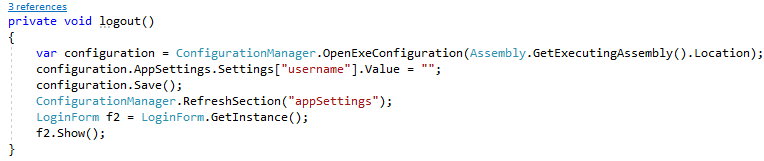 3 references
private void logout()
{
var configuration = ConfigurationManager.OpenExeConfiguration(Assembly.GetExecutingAssembly().Location);
configuration.AppSettings.Settings["username"].Value = "";
configuration.Save();
ConfigurationManager.RefreshSection("appSettings");
LoginForm f2 = LoginForm.GetInstance();
f2.Show();
}